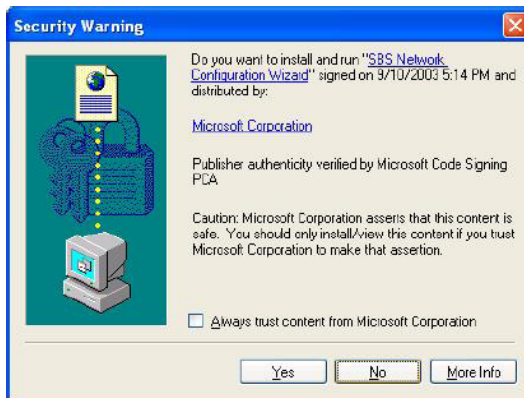 Security Warning
Do you want to install and run "SBS Network
Configuration Wizard" signed on 9/10/2003 5:14 PM and
distributed by:
Microsoft Corporation
Publisher authenticity verified by Microsoft Code Signing
PCA
Caution: Microsoft Corporation asserts that this content is
safe. You should only install/view this content if you trust
Microsoft Corporation to make that assertion.
Always trust content from Microsoft Corporation
Yes
No
More Info